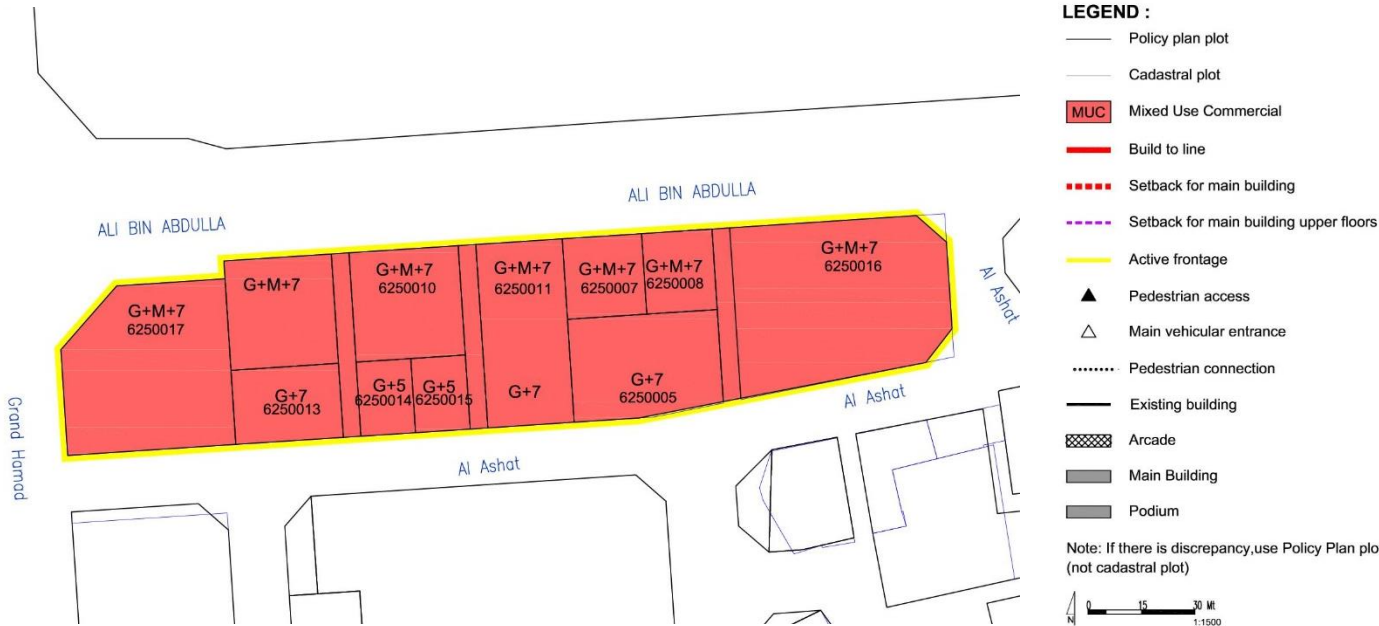 ALI BIN ABDULLA
ALI BIN ABDULLA
G+M+7
6250017
G+M+7
G+M+7
6250010
G+M+7
6250011
G+M+7
6250007
G+M+7
6250008
G+M+7
6250016
G+7
6250013
G+5
6250014
G+5
6250015
G+7
G+7
6250005
Al Ashat
Al Ashat
Al Ashat
Grand Hamad
LEGEND :
Policy plan plot
Cadastral plot
MUC Mixed Use Commercial
Build to line
Setback for main building
Setback for main building upper floors
Active frontage
Pedestrian access
Main vehicular entrance
Pedestrian connection
Existing building
Arcade
Main Building
Podium
Note: If there is discrepancy,use Policy Plan plo
(not cadastral plot)
N 0 15 30 Mt
1:1500